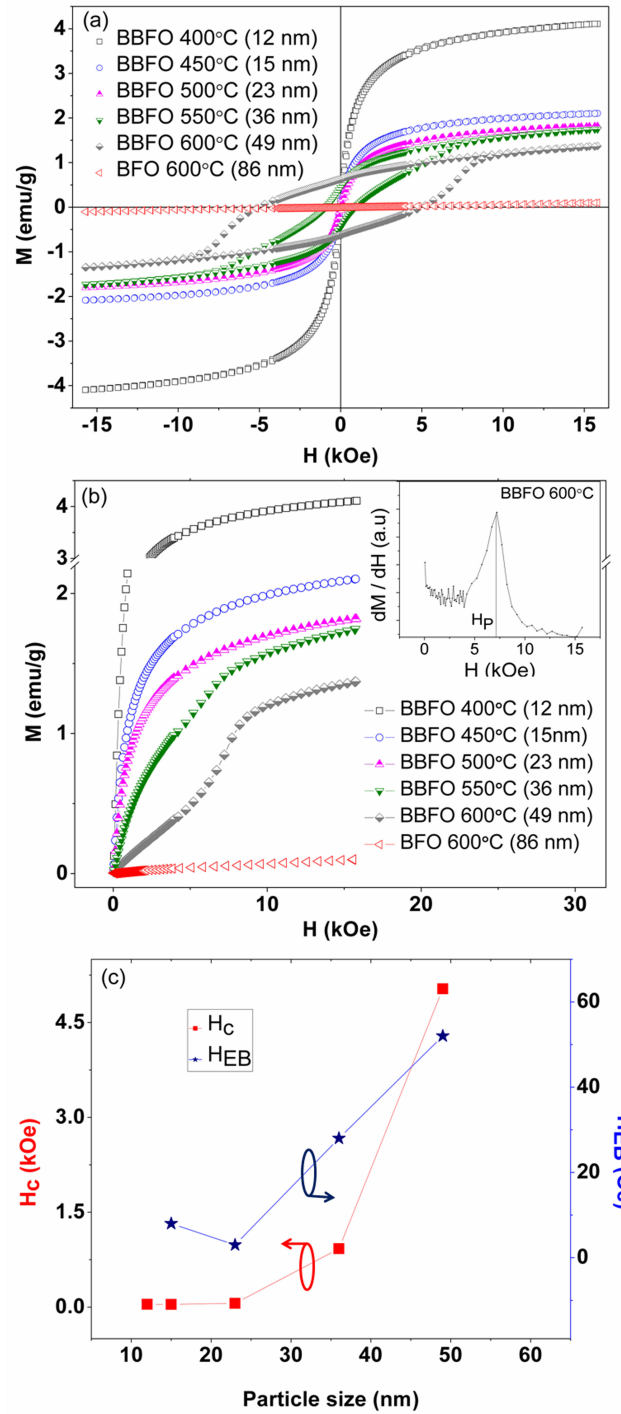 (a)
BBFO 400°C (12 nm)
BBFO 450°C (15 nm)
BBFO 500°C (23 nm)
BBFO 550°C (36 nm)
BBFO 600°C (49 nm)
BFO 600°C (86 nm)
M (emu/g)
4
3
2
1
0
-1
-2
-3
-4
-15 -10 -5 0 5 10 15
H (kOe)
(b)
M (emu/g)
4
3
2
1
0
BBFO 600°C
dM / dH (a.u)
HP
0 5 10 15
H (kOe)
BBFO 400°C (12 nm)
BBFO 450°C (15nm)
BBFO 500°C (23 nm)
BBFO 550°C (36 nm)
BBFO 600°C (49 nm)
BFO 600°C (86 nm)
0 10 20 30
H (kOe)
(c)
HC
HEB
HC (kOe)
4.5
3.0
1.5
0.0
60
40
20
0
10 20 30 40 50 60
Particle size (nm)